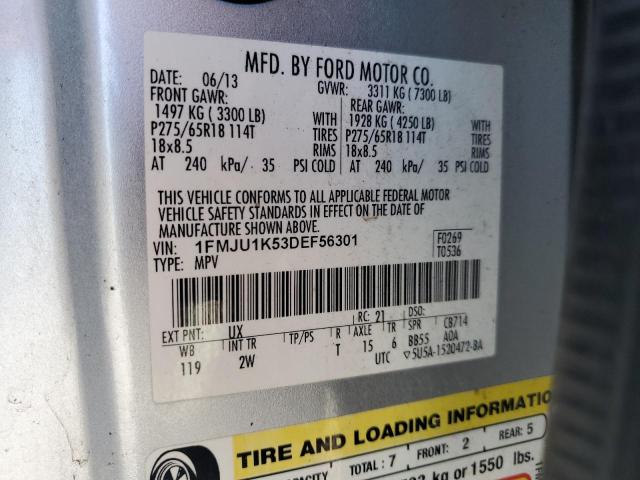 MFD. BY FORD MOTOR CO.
DATE: 06/13 GVWR: 3311 KG ( 7300 LB)
FRONT GAWR: REAR GAWR:
1497 KG ( 3300 LB) WITH 1928 KG ( 4250 LB) WITH
P275/65R18 114T TIRES P275/65R18 114T TIRES
18x8.5 RIMS 18x8.5 RIMS
AT 240 kPa/ 35 PSI COLD AT 240 kPa/ 35 PSI COLD
THIS VEHICLE CONFORMS TO ALL APPLICABLE FEDERAL MOTOR
VEHICLE SAFETY STANDARDS IN EFFECT ON THE DATE OF
MANUFACTURE SHOWN ABOVE.
VIN: 1FMJU1K53DEF56301 F0269
TYPE: MPV T0536
EXT PNT: UX RC: 21 DSO:
WB INT TR TP/PS R AXLE TR SPR CB714
119 2W T 15 6 BB55 AOA
UTC ▽5U5A-1520472-BA
TIRE AND LOADING INFORMATIO
TOTAL : 7 FRONT: 2 REAR: 5
kg or 1550 lbs.